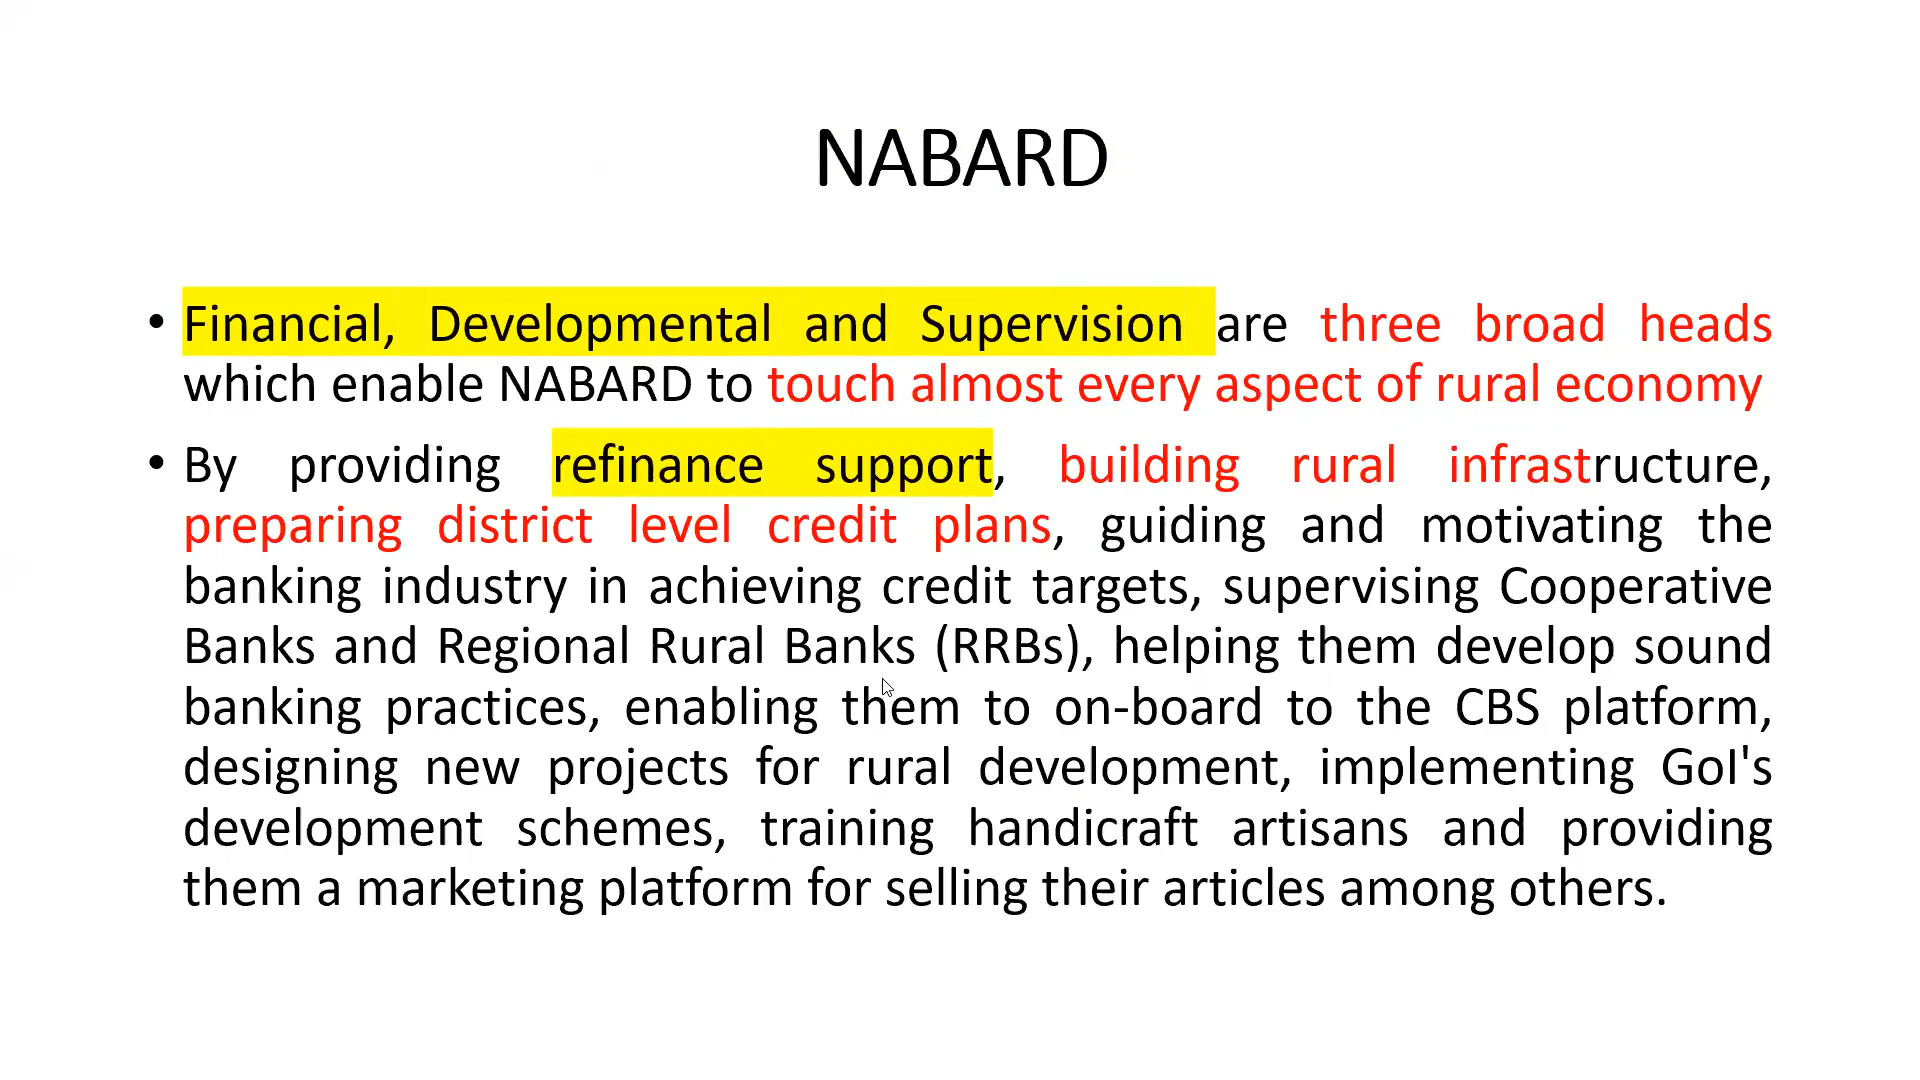 NABARD
• Financial, Developmental and Supervision are three broad heads
which enable NABARD to touch almost every aspect of rural economy
• By providing refinance support, building rural infrastructure,
preparing district level credit plans, guiding and motivating the
banking industry in achieving credit targets, supervising Cooperative
Banks and Regional Rural Banks (RRBs), helping them develop sound
banking practices, enabling them to on-board to the CBS platform,
designing new projects for rural development, implementing GoI's
development schemes, training handicraft artisans and providing
them a marketing platform for selling their articles among others.